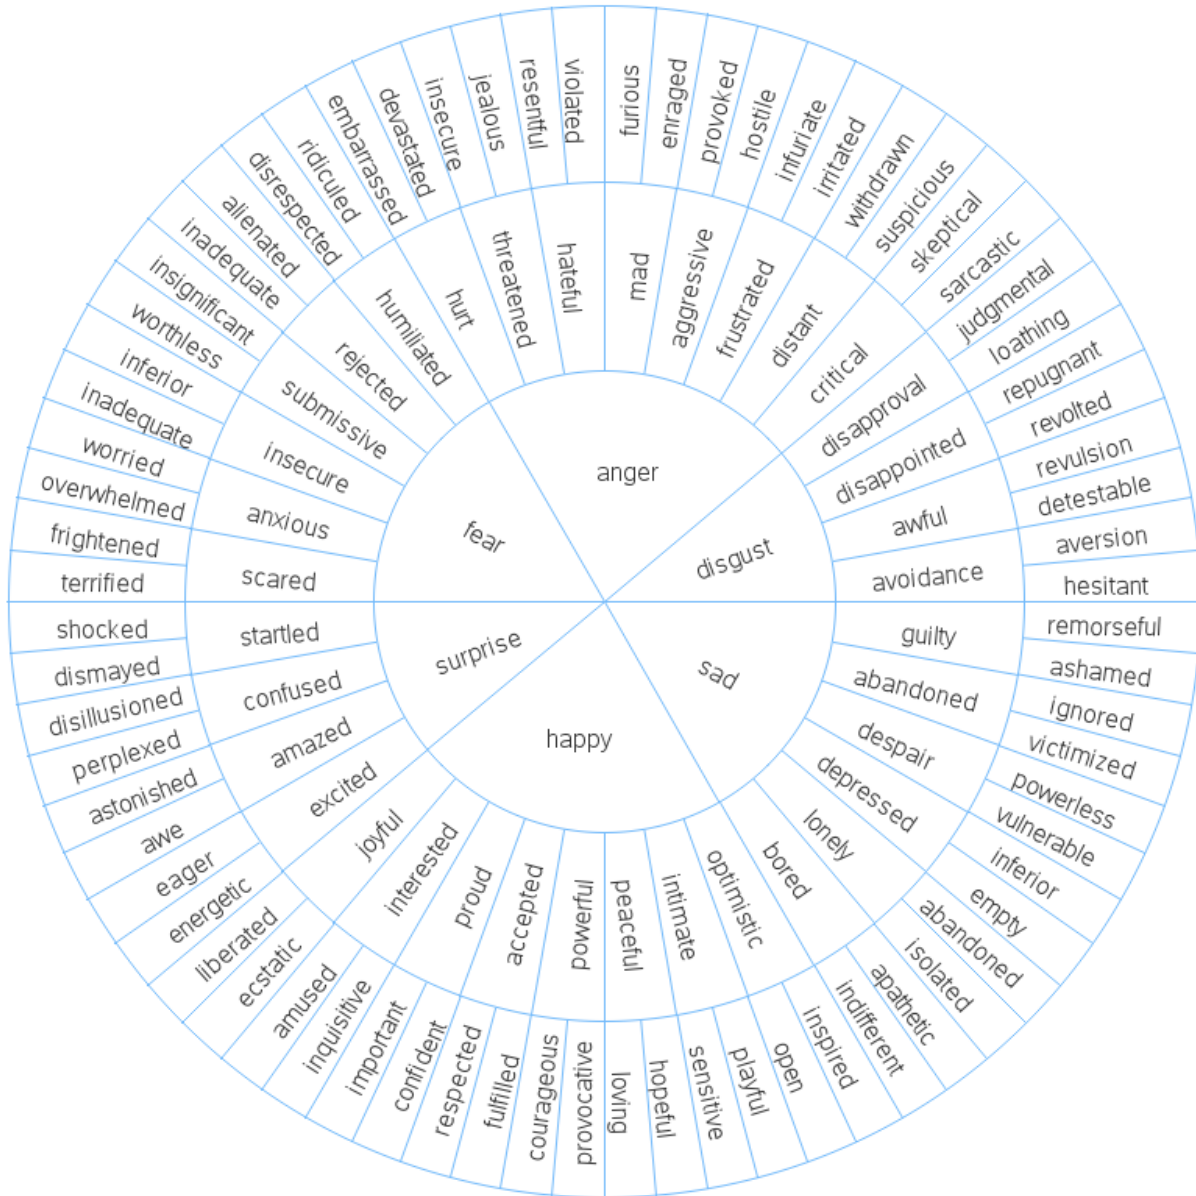 anger
disgust
sad
happy
surprise
fear
mad
aggressive
frustrated
distant
critical
disapproval
disappointed
awful
avoidance
guilty
abandoned
despair
depressed
lonely
bored
optimistic
intimate
peaceful
powerful
accepted
proud
interested
joyful
excited
amazed
confused
startled
scared
anxious
insecure
submissive
rejected
humiliated
hurt
threatened
hateful
furious
enraged
provoked
hostile
infuriate
irritated
withdrawn
suspicious
skeptical
sarcastic
judgmental
loathing
repugnant
revolted
revulsion
detestable
aversion
hesitant
remorseful
ashamed
ignored
victimized
powerless
vulnerable
inferior
empty
abandoned
isolated
apathetic
indifferent
inspired
open
playful
sensitive
hopeful
loving
provocative
courageous
fulfilled
respected
confident
important
inquisitive
amused
ecstatic
liberated
energetic
eager
awe
astonished
perplexed
disillusioned
dismayed
shocked
terrified
frightened
overwhelmed
worried
inadequate
inferior
worthless
insignificant
inadequate
alienated
disrespected
ridiculed
embarrassed
devastated
insecure
jealous
resentful
violated